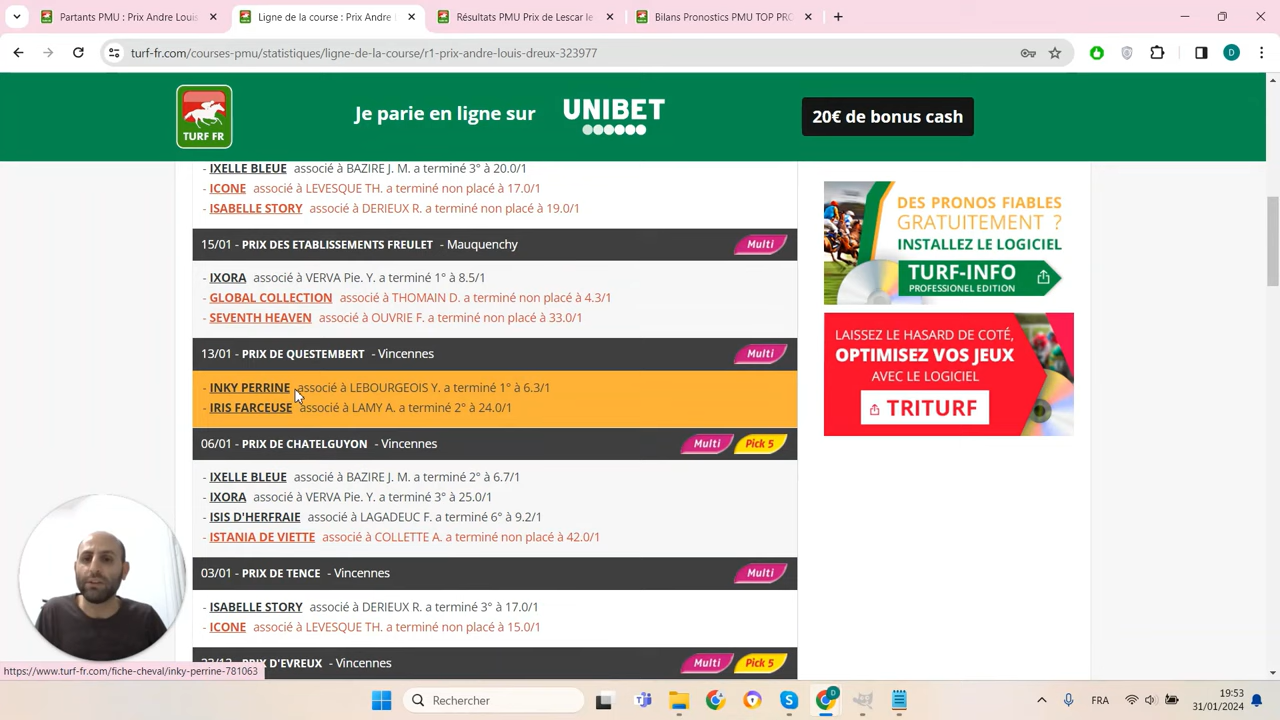 Partants PMU : Prix Andre Louis
Ligne de la course : Prix Andre
Résultats PMU Prix de Lescar le
Bilans Pronostics PMU TOP PRO
turf-fr.com/courses-pmu/statistiques/ligne-de-la-course/r1-prix-andre-louis-dreux-323977
D
TURF FR
Je parie en ligne sur
UNIBET
20€ de bonus cash
- IXELLE BLEUE associé à BAZIRE J. M. a terminé 3° à 20.0/1
- ICONE associé à LEVESQUE TH. a terminé non placé à 17.0/1
- ISABELLE STORY associé à DERIEUX R. a terminé non placé à 19.0/1
15/01 - PRIX DES ETABLISSEMENTS FREULET - Mauquenchy
Multi
- IXORA associé à VERVA Pie. Y. a terminé 1° à 8.5/1
- GLOBAL COLLECTION associé à THOMAIN D. a terminé non placé à 4.3/1
- SEVENTH HEAVEN associé à OUVRIE F. a terminé non placé à 33.0/1
13/01 - PRIX DE QUESTEMBERT - Vincennes
Multi
- INKY PERRINE associé à LEBOURGEOIS Y. a terminé 1° à 6.3/1
- IRIS FARCEUSE associé à LAMY A. a terminé 2° à 24.0/1
06/01 - PRIX DE CHATELGUYON - Vincennes
Multi
Pick 5
- IXELLE BLEUE associé à BAZIRE J. M. a terminé 2° à 6.7/1
- IXORA associé à VERVA Pie. Y. a terminé 3° à 25.0/1
- ISIS D'HERFRAIE associé à LAGADEUC F. a terminé 6° à 9.2/1
- ISTANIA DE VIETTE associé à COLLETTE A. a terminé non placé à 42.0/1
03/01 - PRIX DE TENCE - Vincennes
Multi
- ISABELLE STORY associé à DERIEUX R. a terminé 3° à 17.0/1
- ICONE associé à LEVESQUE TH. a terminé non placé à 15.0/1
PRIX D'EVREUX - Vincennes
Multi
Pick 5
DES PRONOS FIABLES
GRATUITEMENT ?
INSTALLEZ LE LOGICIEL
TURF-INFO
PROFESSIONEL EDITION
LAISSEZ LE HASARD DE COTÉ,
OPTIMISEZ VOS JEUX
AVEC LE LOGICIEL
TRITURF
https://www.turf-fr.com/fiche-cheval/inky-perrine-781063
Rechercher
FRA
19:53
31/01/2024